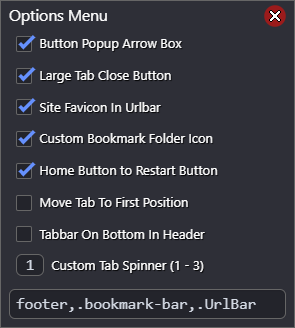 Options Menu
Button Popup Arrow Box
Large Tab Close Button
Site Favicon In Urlbar
Custom Bookmark Folder Icon
Home Button to Restart Button
Move Tab To First Position
Tabbar On Bottom In Header
1 Custom Tab Spinner (1 - 3)
footer,.bookmark-bar,.UrlBar